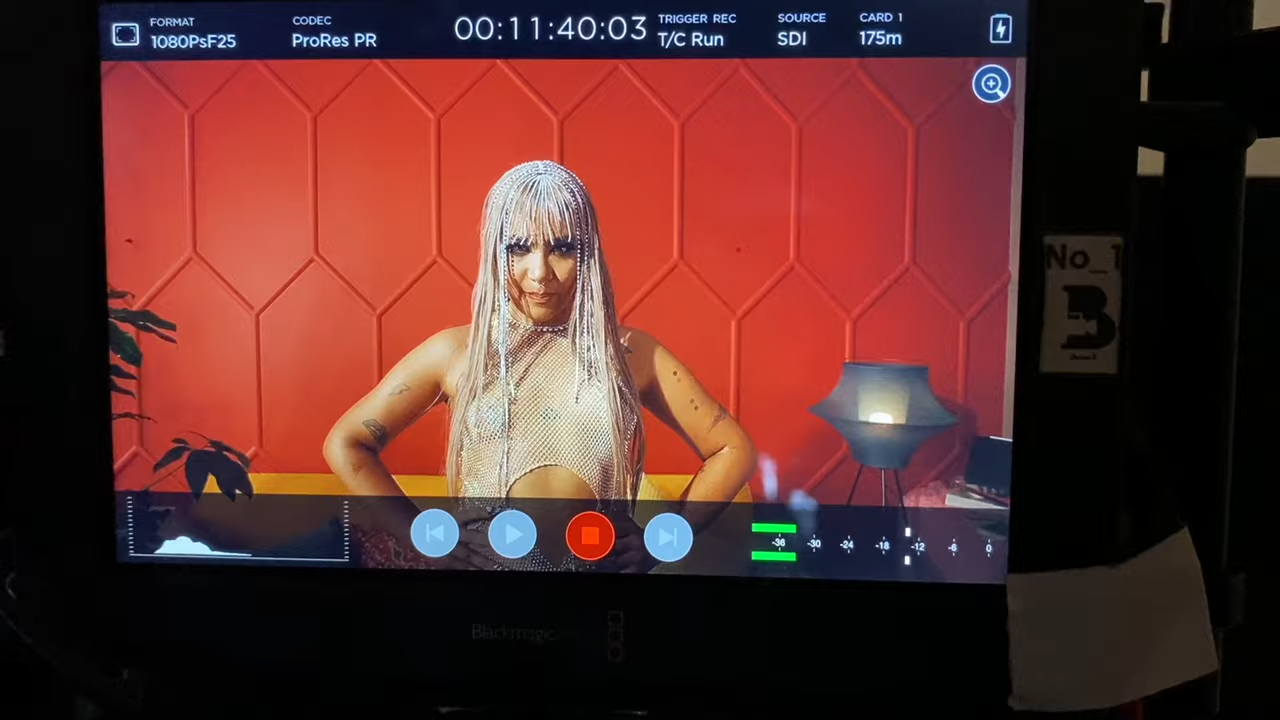 FORMAT
1080PsF25
CODEC
ProRes PR
00:11:40:03
TRIGGER REC
T/C Run
SOURCE
SDI
CARD 1
175m
No_1
B
-36 -30 -24 -18 -12 -6 0
Blackmagic